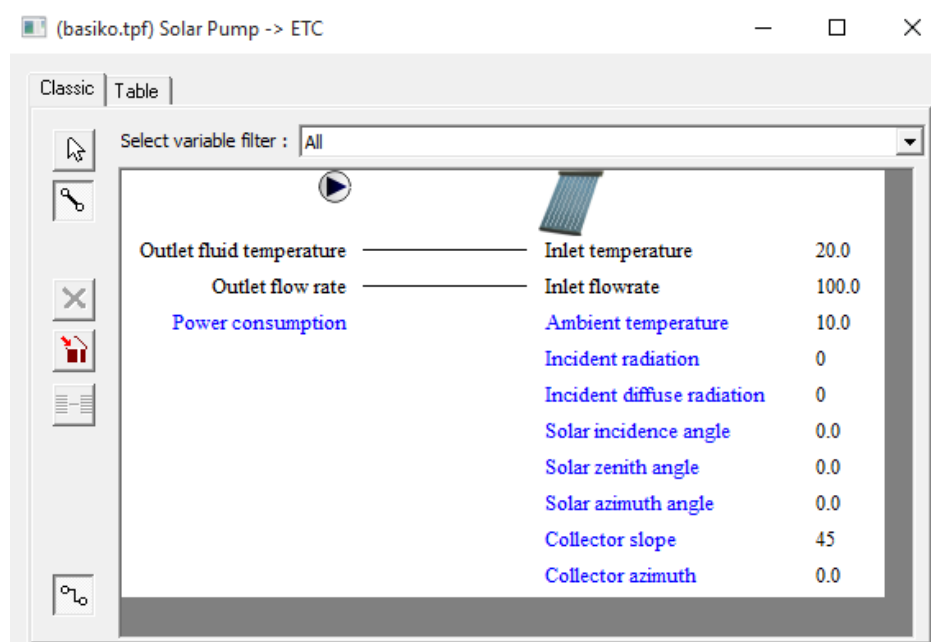 (basiko.tpf) Solar Pump -> ETC
Classic Table
Select variable filter : All
Outlet fluid temperature Inlet temperature 20.0
Outlet flow rate Inlet flowrate 100.0
Power consumption Ambient temperature 10.0
Incident radiation 0
Incident diffuse radiation 0
Solar incidence angle 0.0
Solar zenith angle 0.0
Solar azimuth angle 0.0
Collector slope 45
Collector azimuth 0.0